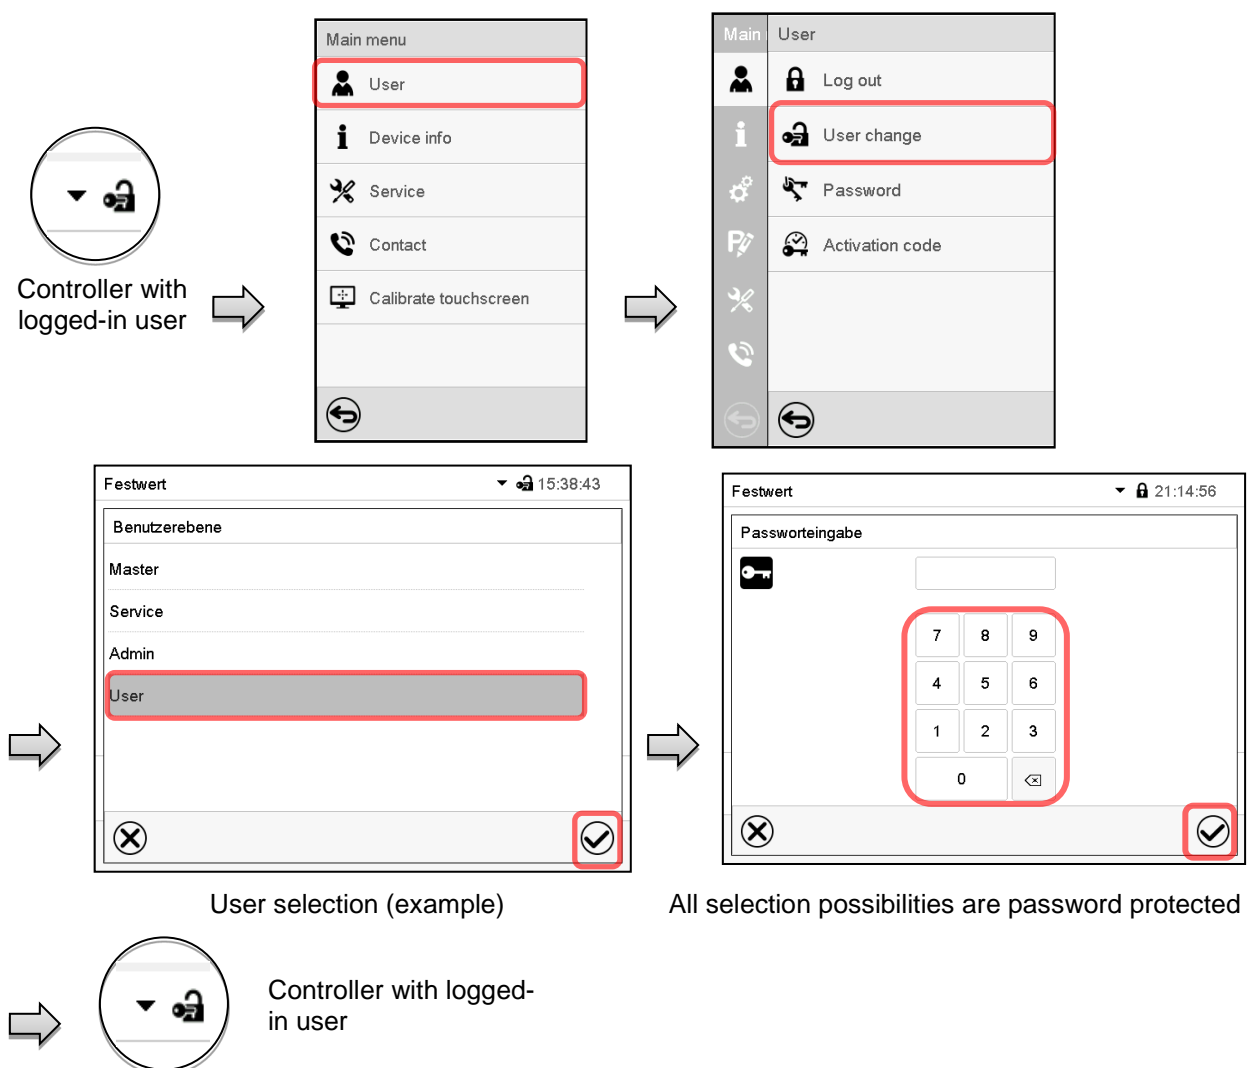 Main menu
User
Device info
Service
Contact
Calibrate touchscreen
Main
User
Log out
User change
Password
Activation code
Controller with
logged-in user
Festwert 15:38:43
Benutzerebene
Master
Service
Admin
User
User selection (example)
Festwert 21:14:56
Passworteingabe
7 8 9
4 5 6
1 2 3
0
All selection possibilities are password protected
Controller with logged-
in user